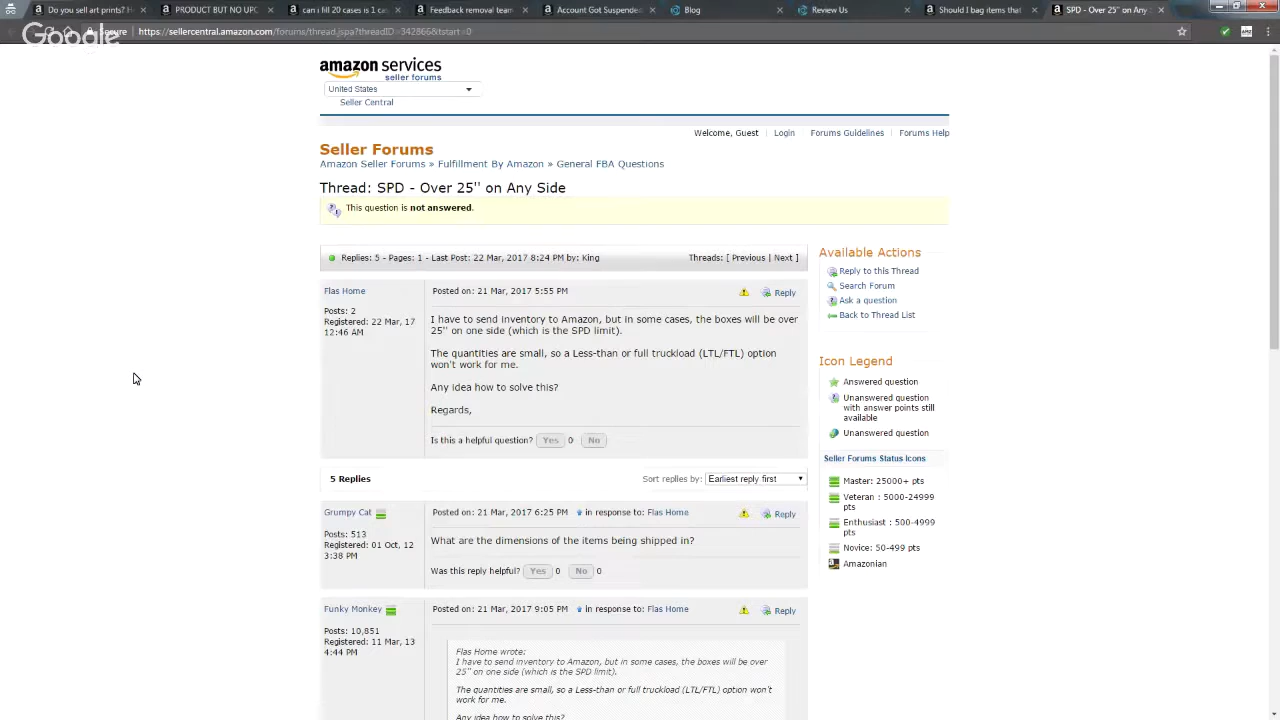 Do you sell art prints? H
PRODUCT BUT NO UPC
can i fill 20 cases is 1 ca
Feedback removal team
Account Got Suspende
Blog
Review Us
Should I bag items that
SPD - Over 25" on Any
Google
Secure
https://sellercentral.amazon.com/forums/thread.jspa?threadID=342866&tstart=0
amazon services
seller forums
United States
Seller Central
Welcome, Guest
Login
Forums Guidelines
Forums Help
Seller Forums
Amazon Seller Forums » Fulfillment By Amazon » General FBA Questions
Thread: SPD - Over 25'' on Any Side
This question is not answered.
Replies: 5 - Pages: 1 - Last Post: 22 Mar, 2017 8:24 PM by: King
Threads: [ Previous | Next ]
Flas Home
Posts: 2
Registered: 22 Mar, 17
12:46 AM
Posted on: 21 Mar, 2017 5:55 PM
Reply
I have to send inventory to Amazon, but in some cases, the boxes will be over
25'' on one side (which is the SPD limit).
The quantities are small, so a Less-than or full truckload (LTL/FTL) option
won't work for me.
Any idea how to solve this?
Regards,
Is this a helpful question? Yes 0 No
5 Replies
Sort replies by: Earliest reply first
Grumpy Cat
Posts: 513
Registered: 01 Oct, 12
3:38 PM
Posted on: 21 Mar, 2017 6:25 PM in response to: Flas Home
Reply
What are the dimensions of the items being shipped in?
Was this reply helpful? Yes 0 No 0
Funky Monkey
Posts: 10,851
Registered: 11 Mar, 13
4:44 PM
Posted on: 21 Mar, 2017 9:05 PM in response to: Flas Home
Reply
Flas Home wrote:
I have to send inventory to Amazon, but in some cases, the boxes will be over
25'' on one side (which is the SPD limit).
The quantities are small, so a Less-than or full truckload (LTL/FTL) option won't
work for me.
Any idea how to solve this?
Available Actions
Reply to this Thread
Search Forum
Ask a question
Back to Thread List
Icon Legend
Answered question
Unanswered question
with answer points still
available
Unanswered question
Seller Forums Status Icons
Master: 25000+ pts
Veteran : 5000-24999
pts
Enthusiast : 500-4999
pts
Novice: 50-499 pts
Amazonian